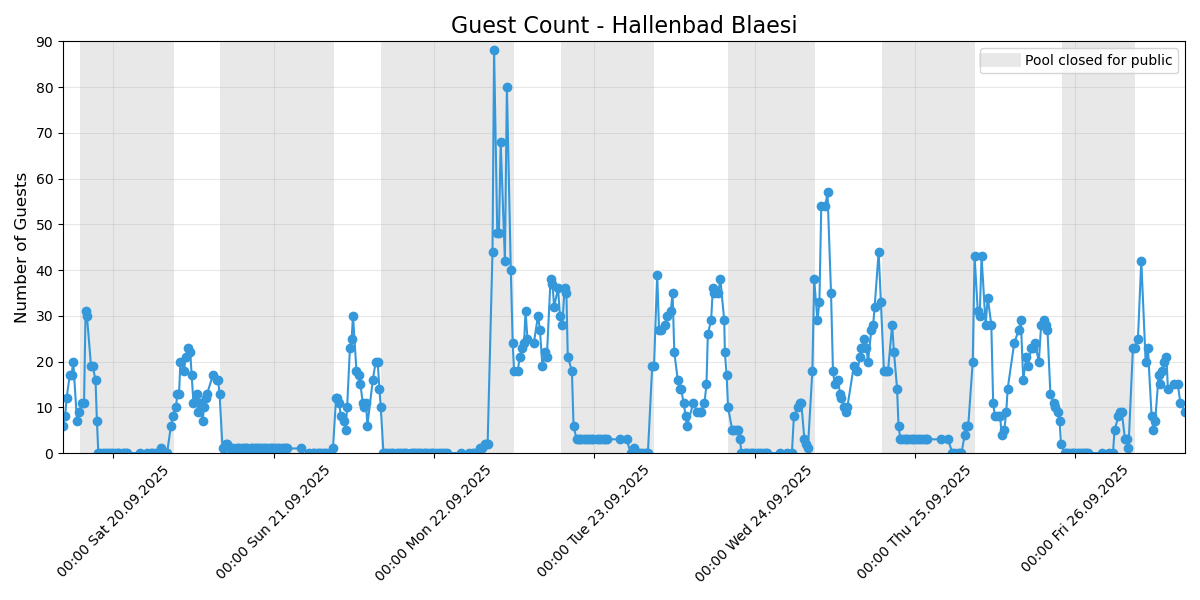 Guest Count - Hallenbad Blaesi
Pool closed for public
Number of Guests
90
80
70
60
50
40
30
20
10
0
00:00 Sat 20.09.2025
00:00 Sun 21.09.2025
00:00 Mon 22.09.2025
00:00 Tue 23.09.2025
00:00 Wed 24.09.2025
00:00 Thu 25.09.2025
00:00 Fri 26.09.2025